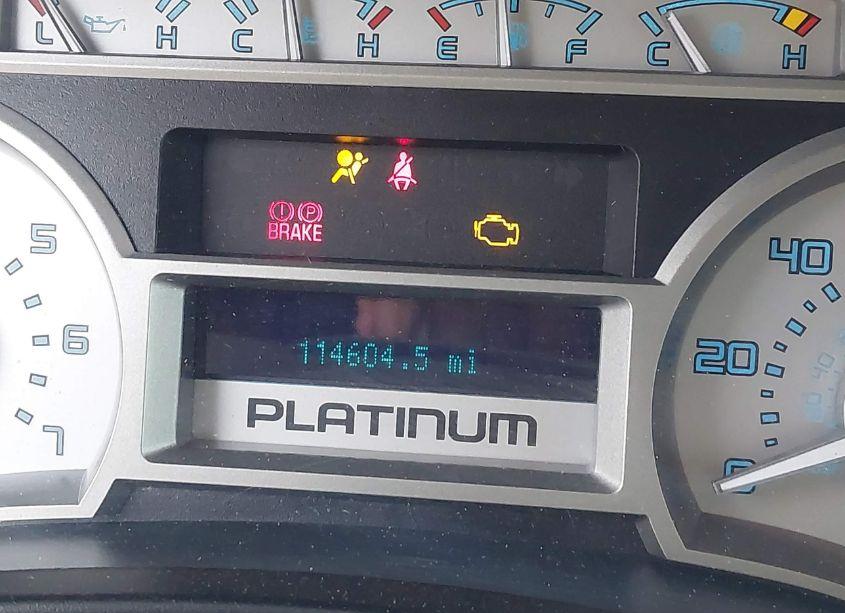 L H C E H E F C H
(!) (P)
BRAKE
5
6
7
40
20
0
114604.5 mi
PLATINUM